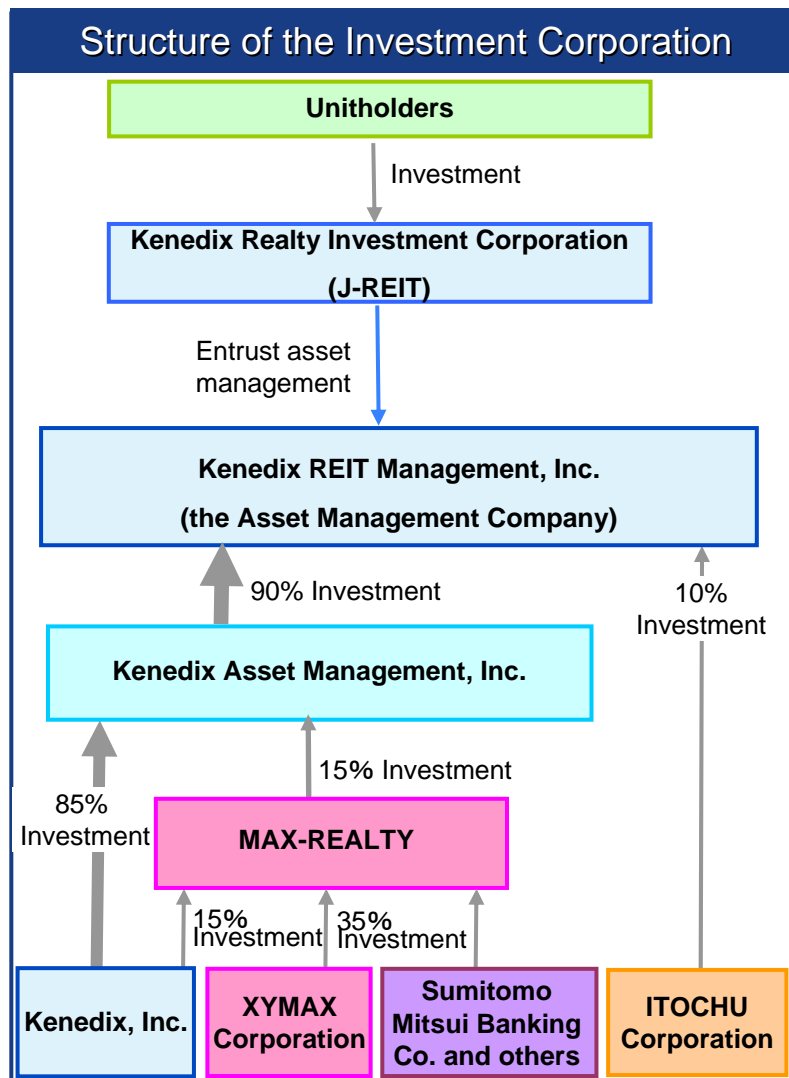 Structure of the Investment Corporation
Unitholders
Investment
Kenedix Realty Investment Corporation
(J-REIT)
Entrust asset
management
Kenedix REIT Management, Inc.
(the Asset Management Company)
90% Investment
10%
Investment
Kenedix Asset Management, Inc.
15% Investment
85%
Investment
MAX-REALTY
15%
Investment
35%
Investment
Kenedix, Inc.
XYMAX
Corporation
Sumitomo
Mitsui Banking
Co. and others
ITOCHU
Corporation